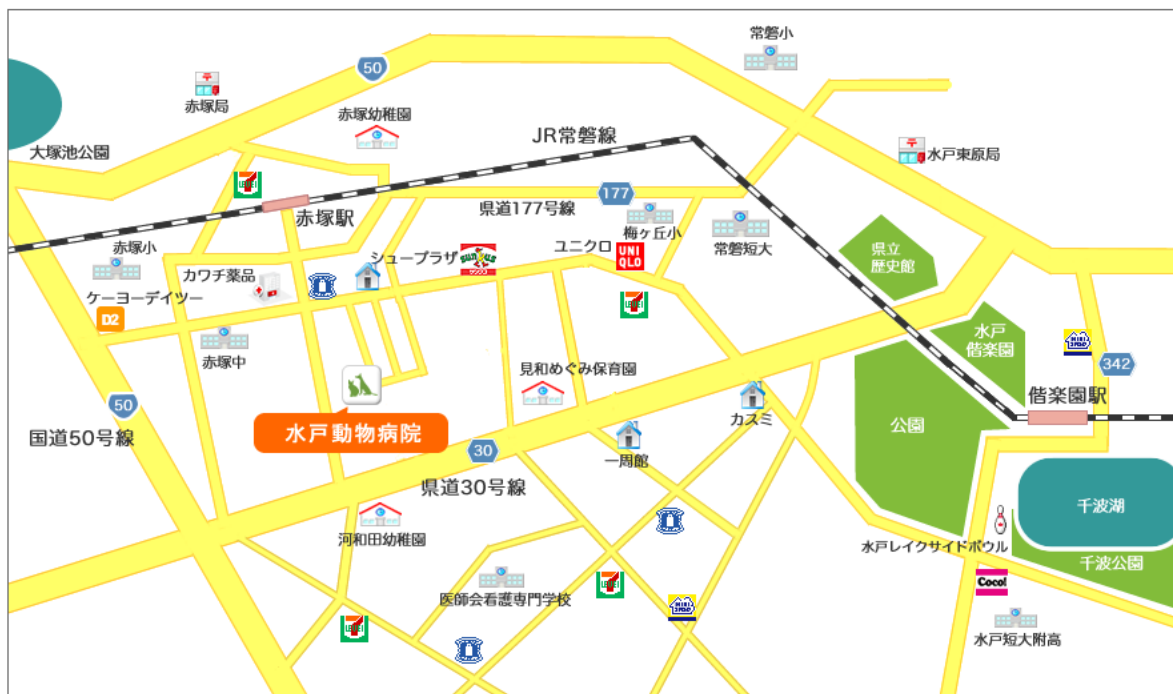 常磐小
50
赤塚局
赤塚幼稚園
JR常磐線
大塚池公園
水戸東原局
177
県道177号線
赤塚駅
梅ヶ丘小
常磐短大
赤塚小
シュープラザ
ユニクロ
UNI
QLO
県立
歴史館
カワチ薬品
ケーヨーデイツー
D2
赤塚中
水戸
偕楽園
342
見和めぐみ保育園
偕楽園駅
カスミ
公園
50
水戸動物病院
国道50号線
30
一周館
県道30号線
千波湖
河和田幼稚園
水戸レイクサイドボウル
千波公園
医師会看護専門学校
Coco!
水戸短大附高